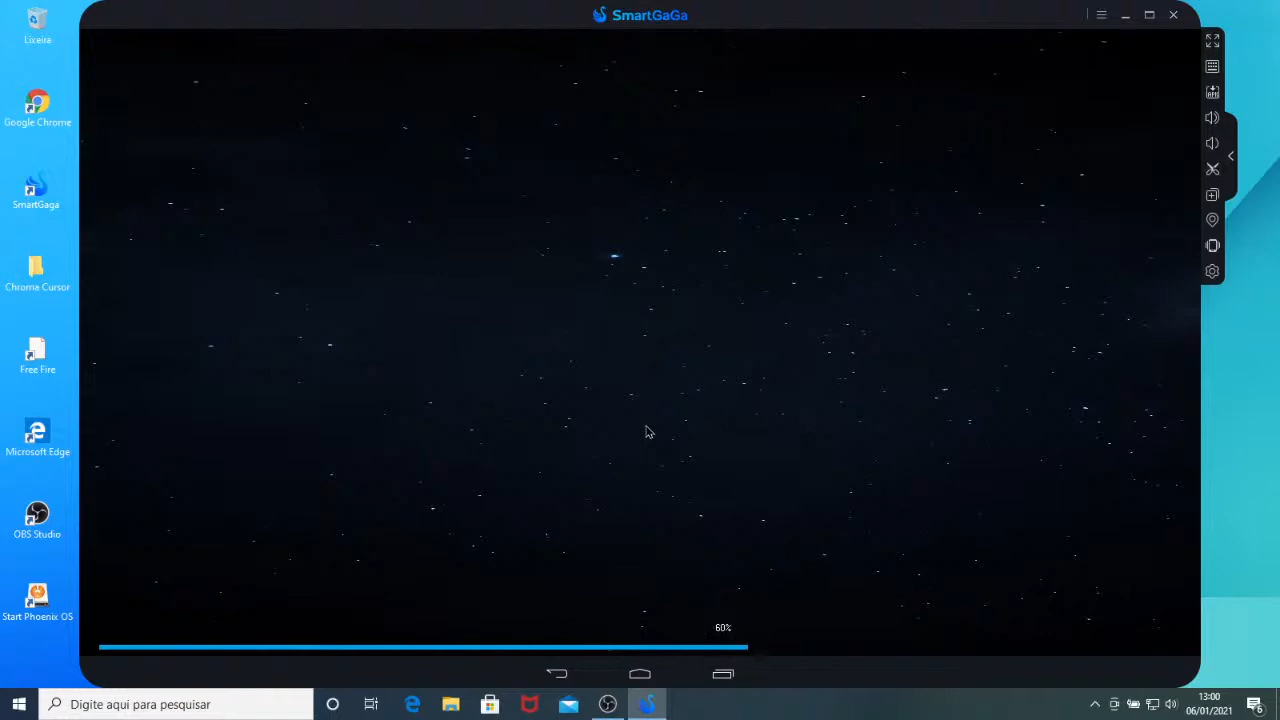 SmartGaGa
Lixeira
Google Chrome
SmartGaga
Chroma Cursor
Free Fire
Microsoft Edge
OBS Studio
Start Phoenix OS
60%
Digite aqui para pesquisar
13:00
06/01/2021
6